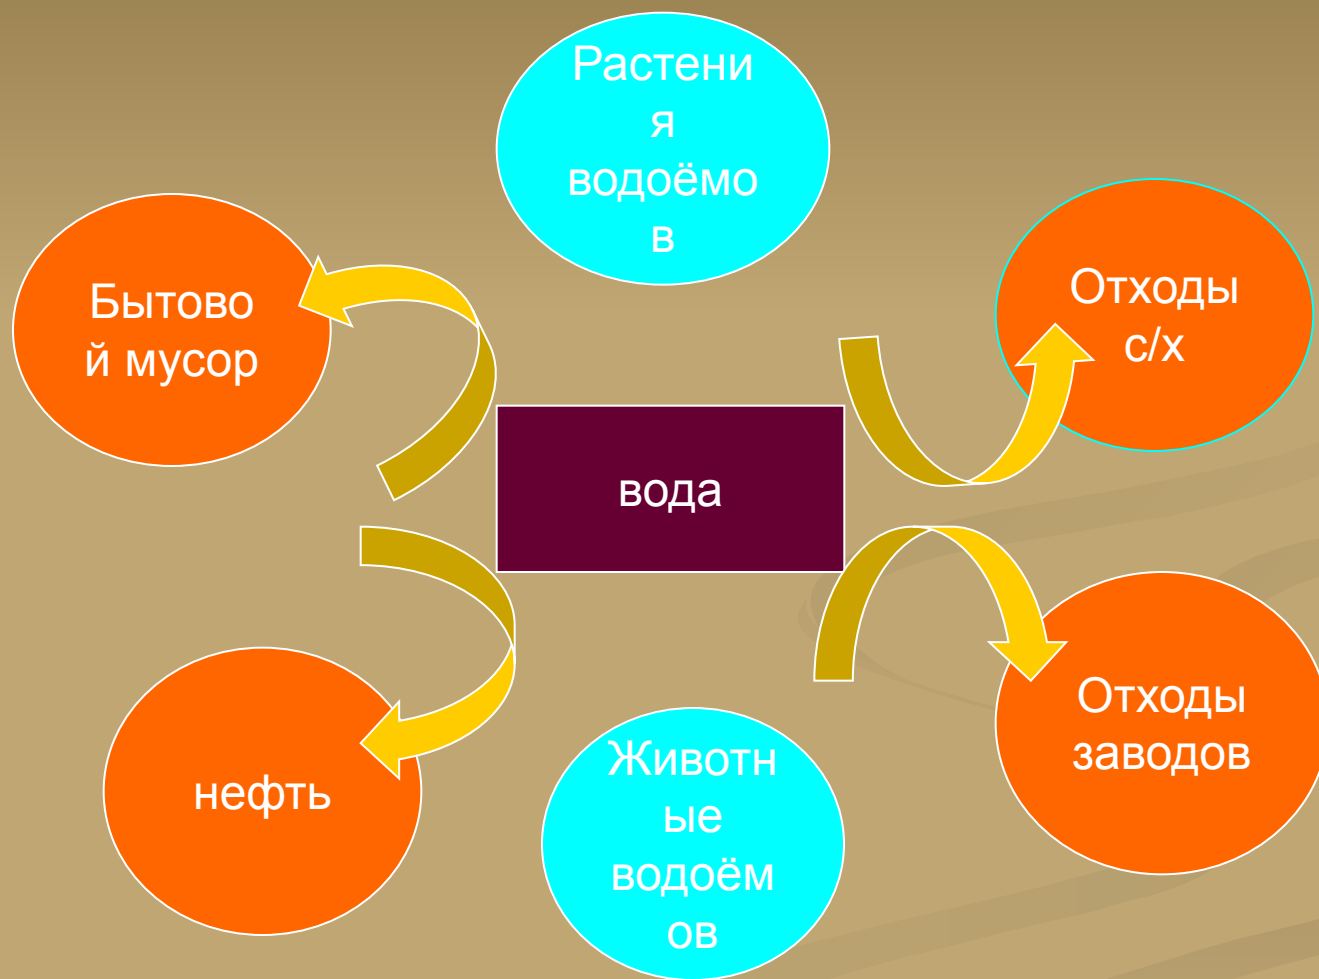 Растени
я
водоёмо
в
Бытово
й мусор
Отходы
с/х
вода
нефть
Животн
ые
водоём
ов
Отходы
заводов